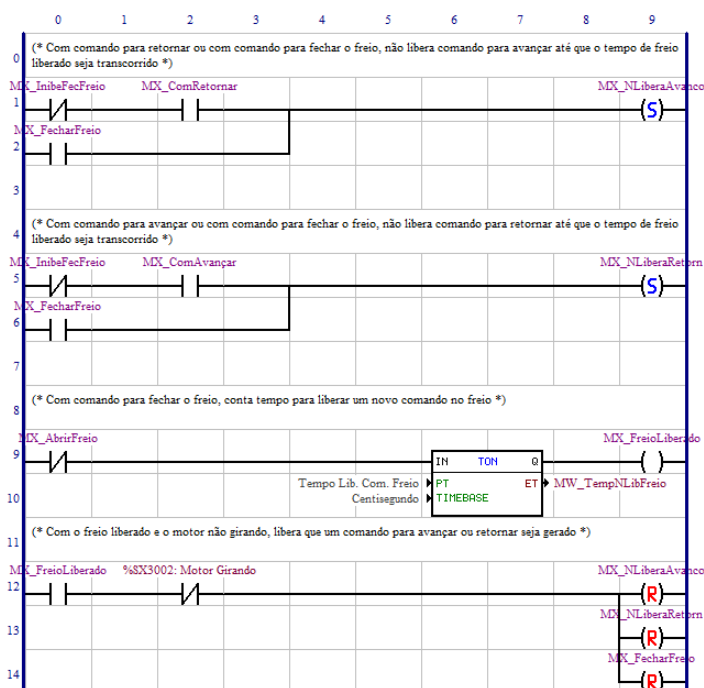 0 1 2 3 4 5 6 7 8 9
0
(* Com comando para retornar ou com comando para fechar o freio, não libera comando para avançar até que o tempo de freio
liberado seja transcorrido *)
MX_InibeFecFreio MX_ComRetornar MX_NLiberaAvanco
1
(S)
MX_FecharFreio
2
3
(* Com comando para avançar ou com comando para fechar o freio, não libera comando para retornar até que o tempo de freio
4
liberado seja transcorrido *)
MX_InibeFecFreio MX_ComAvançar MX_NLiberaRetorn
5
(S)
MX_FecharFreio
6
7
(* Com comando para fechar o freio, conta tempo para liberar um novo comando no freio *)
8
MX_AbrirFreio MX_FreioLiberado
9
IN TON Q
Tempo Lib. Com. Freio PT ET MW_TempNLibFreio
10
Centisegundo TIMEBASE
(* Com o freio liberado e o motor não girando, libera que um comando para avançar ou retornar seja gerado *)
11
MX_FreioLiberado %SX3002: Motor Girando MX_NLiberaAvanco
12
(R)
MX_NLiberaRetorn
13
(R)
MX_FecharFreio
14
(R)